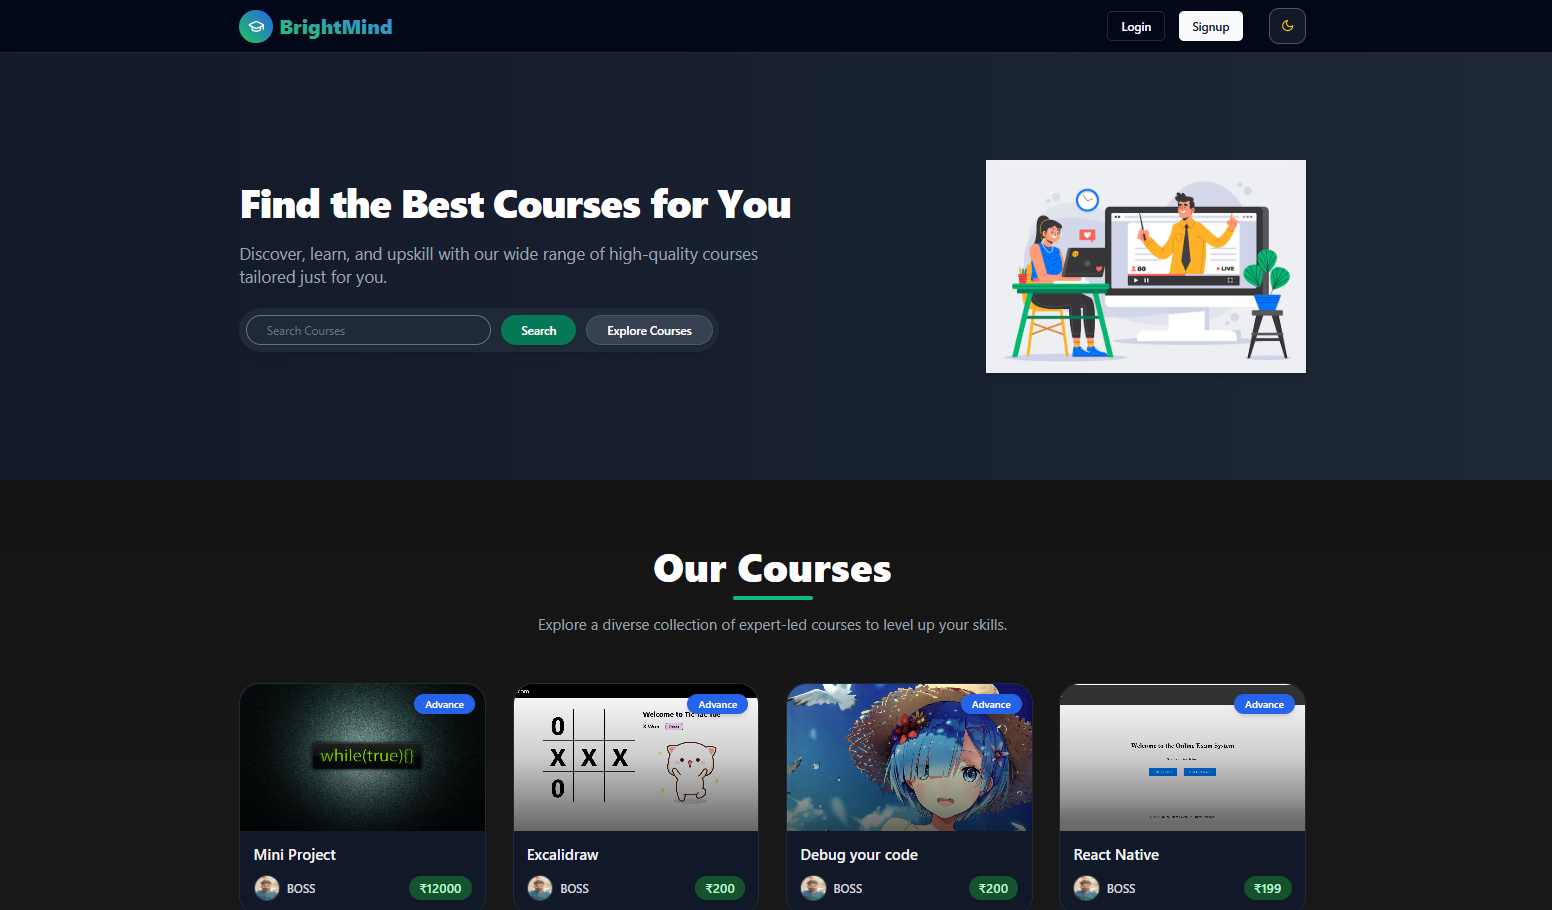 BrightMind
Login
Signup
Find the Best Courses for You
Discover, learn, and upskill with our wide range of high-quality courses
tailored just for you.
Search Courses
Search
Explore Courses
80
LIVE
Our Courses
Explore a diverse collection of expert-led courses to level up your skills.
while(true){}
Advance
Welcome to Tic Tac Toe
X Won
Advance
O
X X X
O
Advance
Advance
Welcome to the Online Exam System
Mini Project
BOSS
₹12000
Excalidraw
BOSS
₹200
Debug your code
BOSS
₹200
React Native
BOSS
₹199